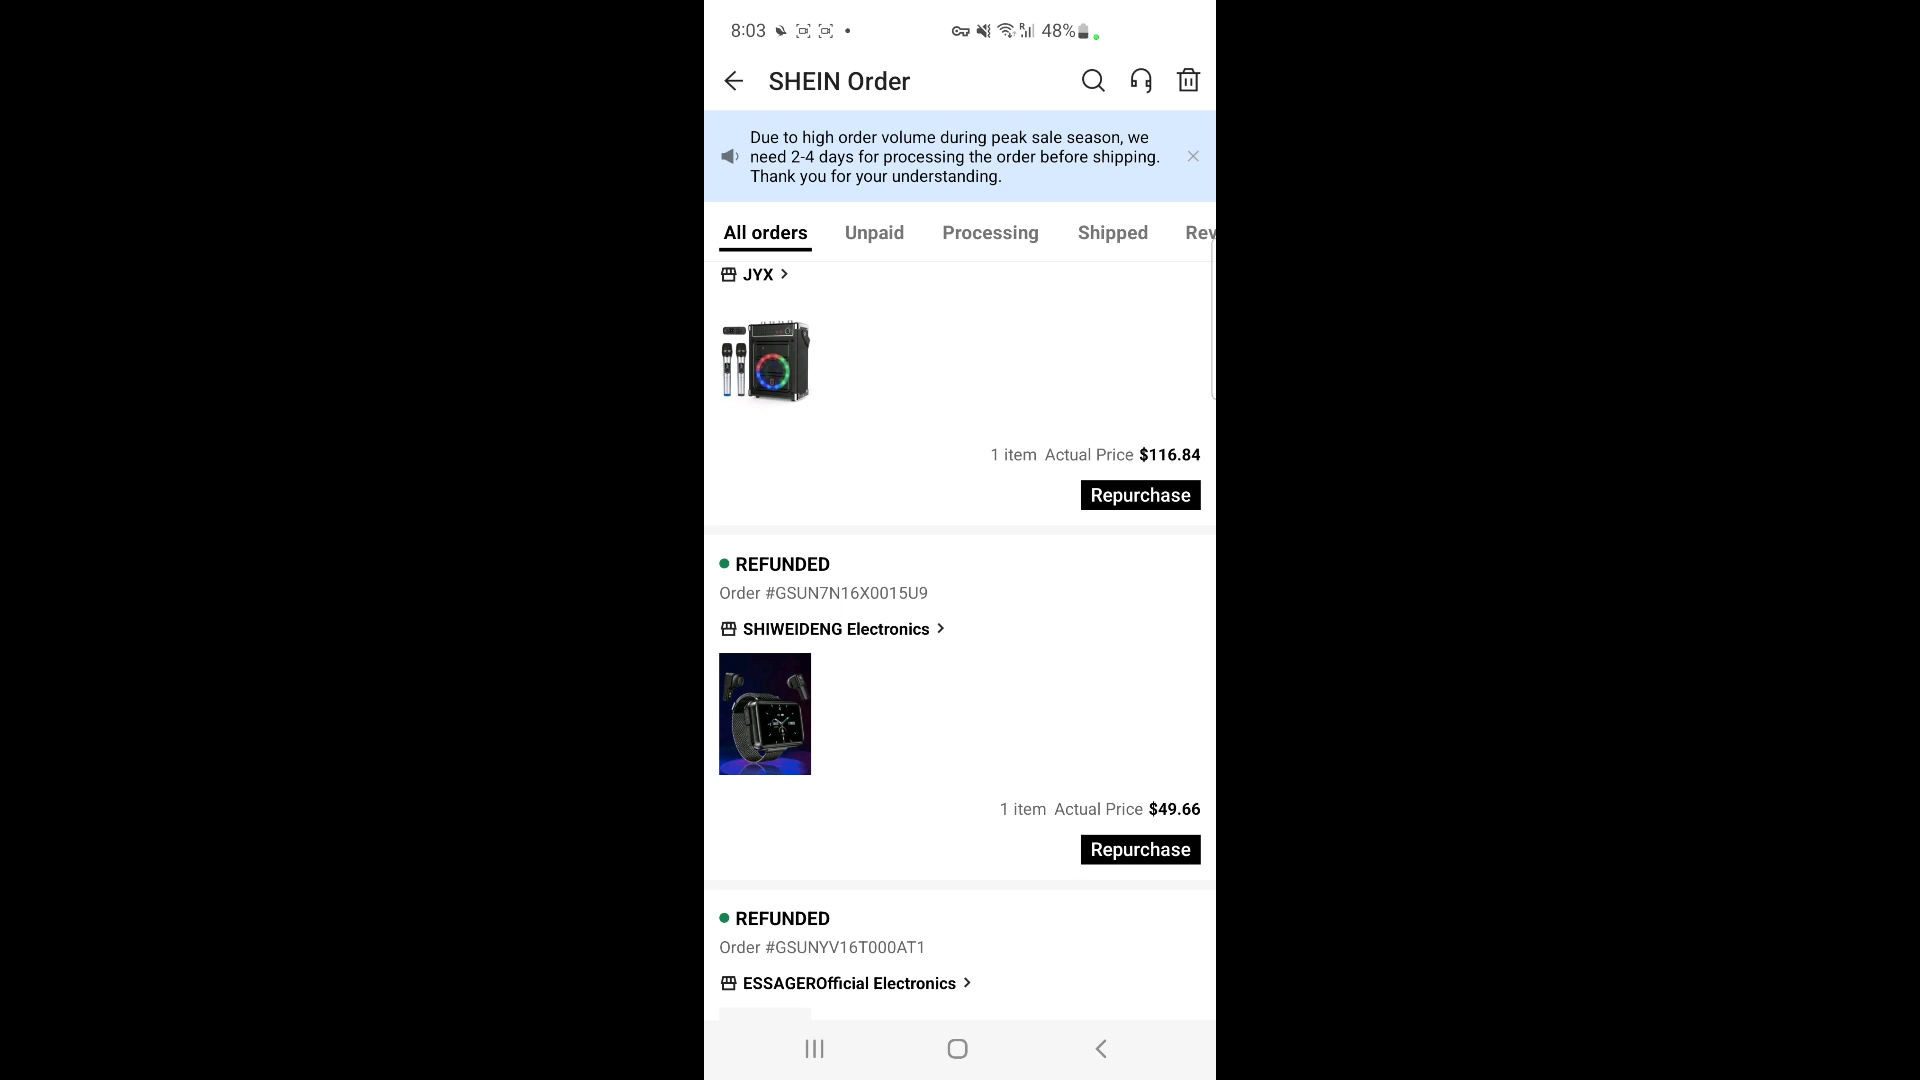 8:03 R 48%
SHEIN Order
Due to high order volume during peak sale season, we
need 2-4 days for processing the order before shipping.
Thank you for your understanding.
All orders Unpaid Processing Shipped Rev
JYX
1 item Actual Price $116.84
Repurchase
REFUNDED
Order #GSUN7N16X0015U9
SHIWEIDENG Electronics
1 item Actual Price $49.66
Repurchase
REFUNDED
Order #GSUNYV16T000AT1
ESSAGEROfficial Electronics